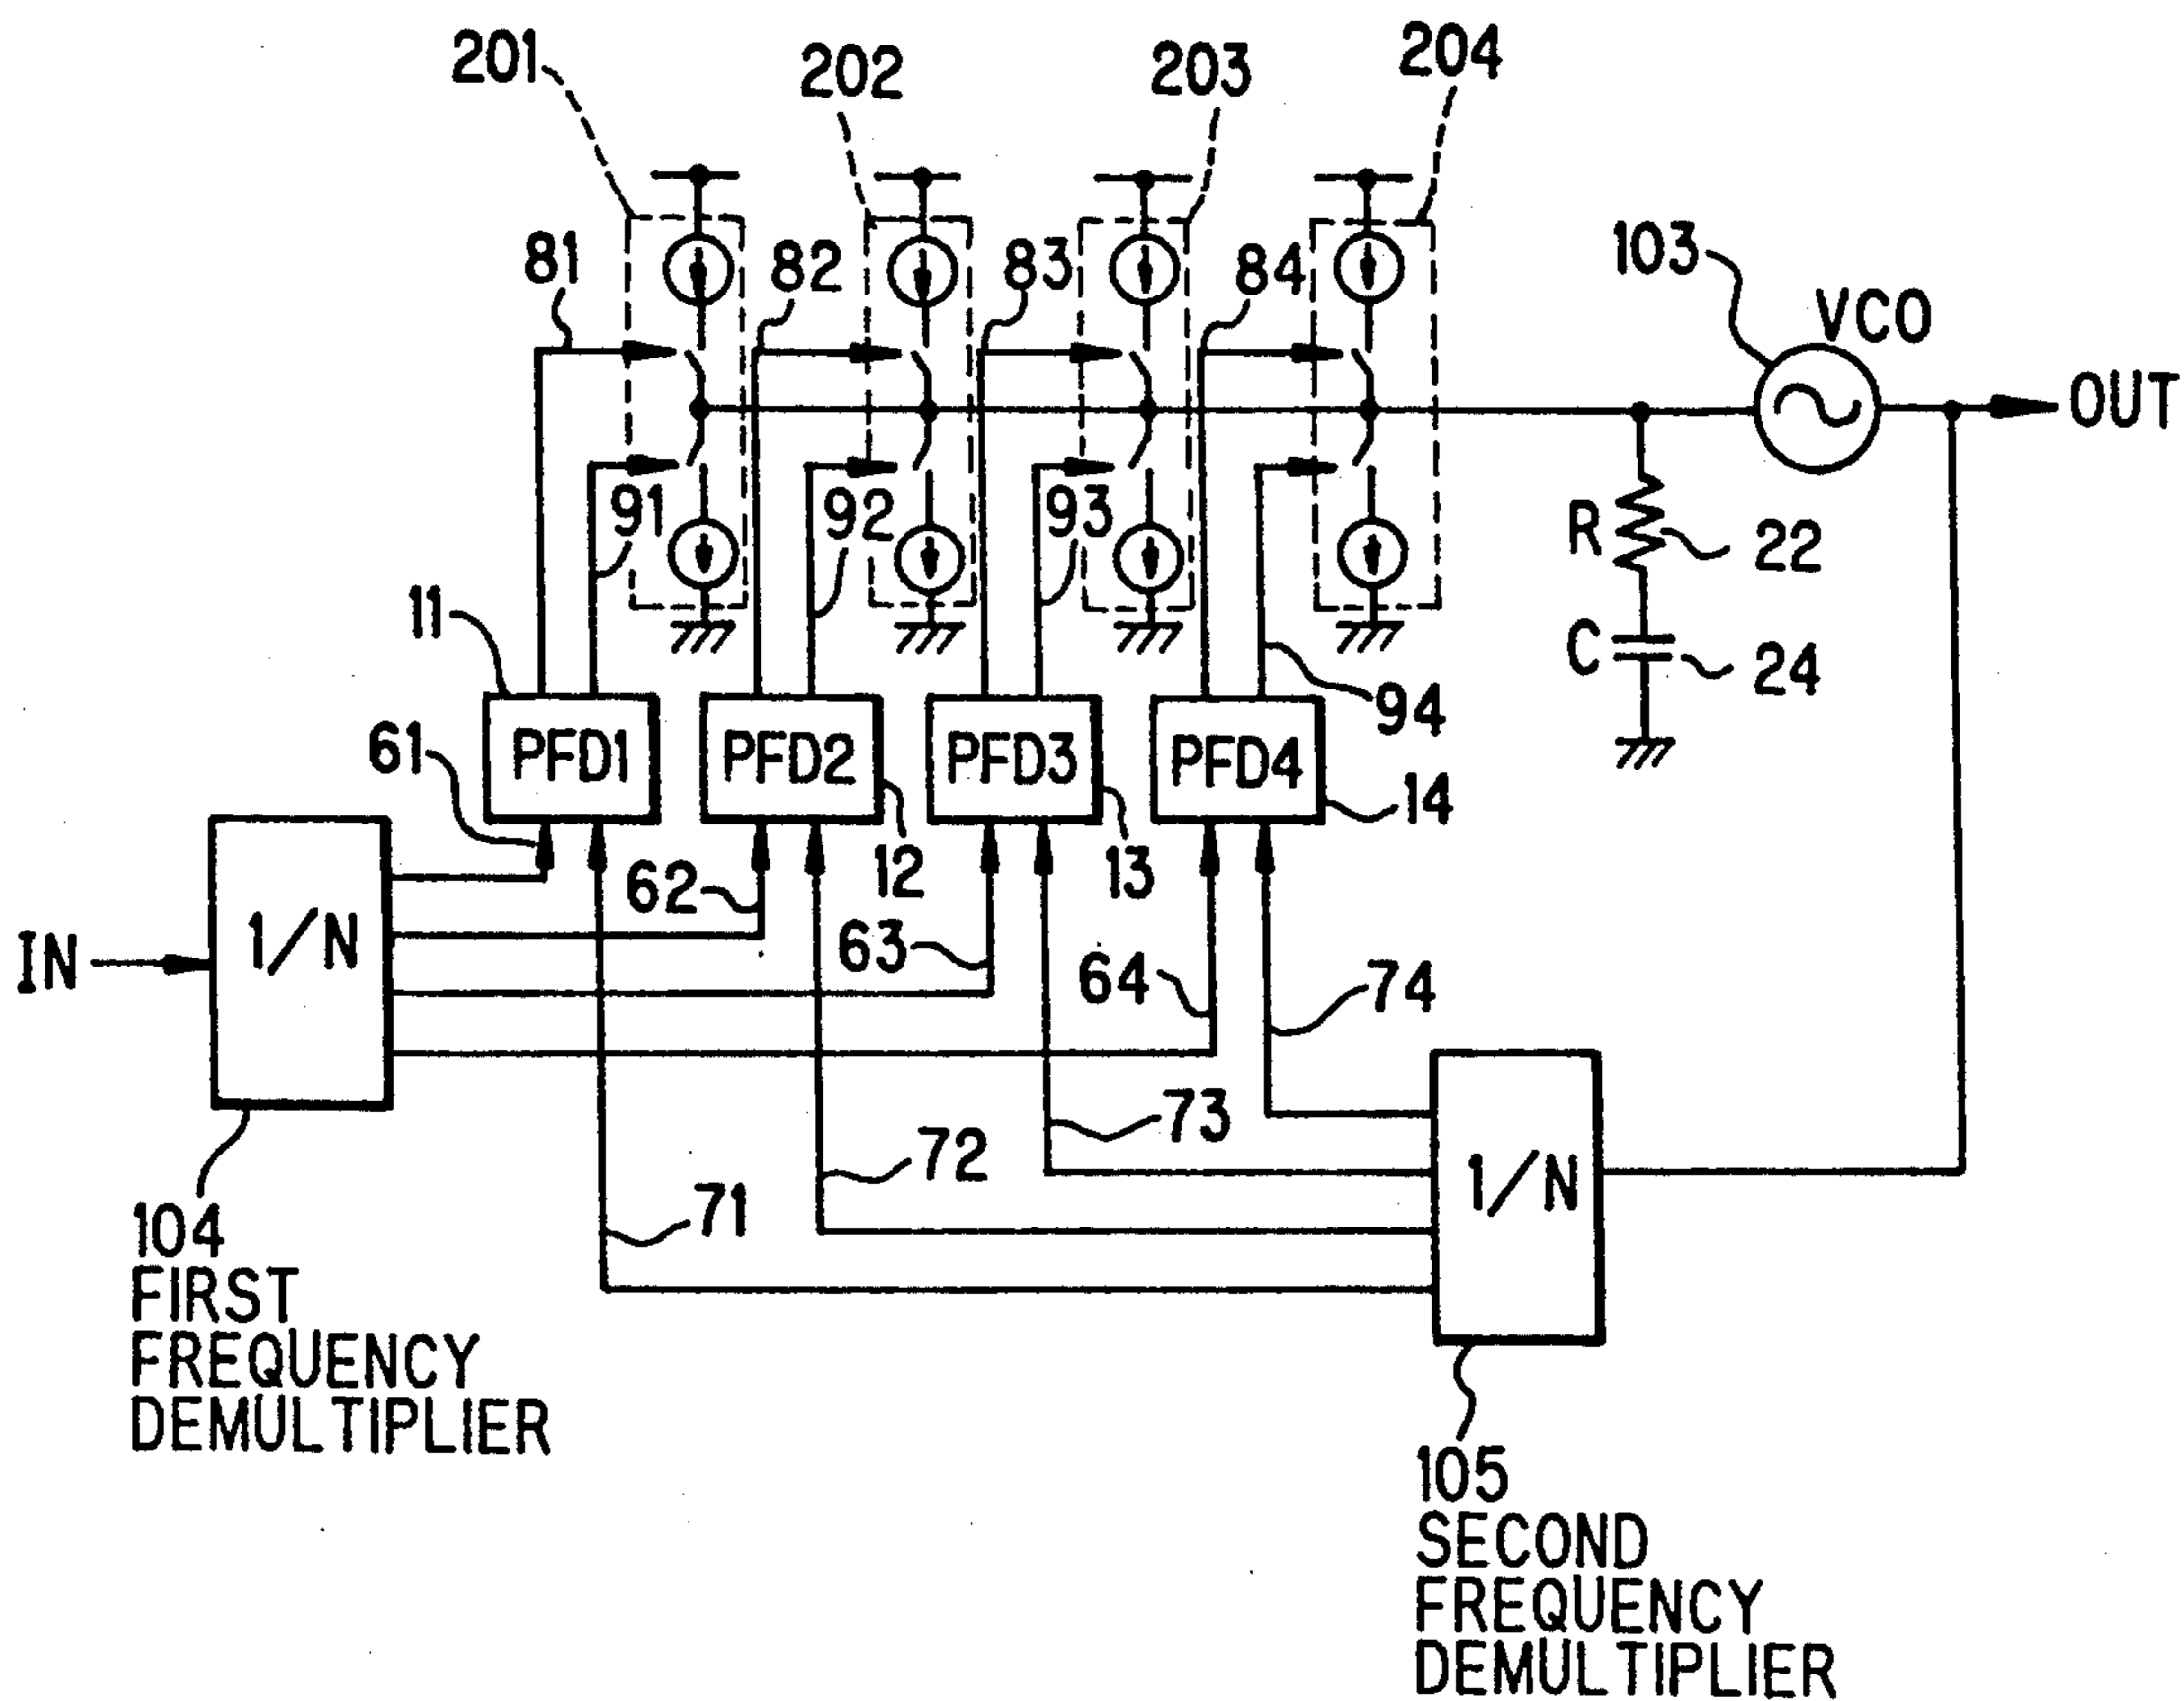 201
202
203
204
81
82
83
84
103
VCO
OUT
91
92
93
R
22
11
C
24
94
61
PFD1
PFD2
PFD3
PFD4
14
12
13
62
63
64
74
IN
1/N
73
72
1/N
71
104
FIRST
FREQUENCY
DEMULTIPLIER
105
SECOND
FREQUENCY
DEMULTIPLIER